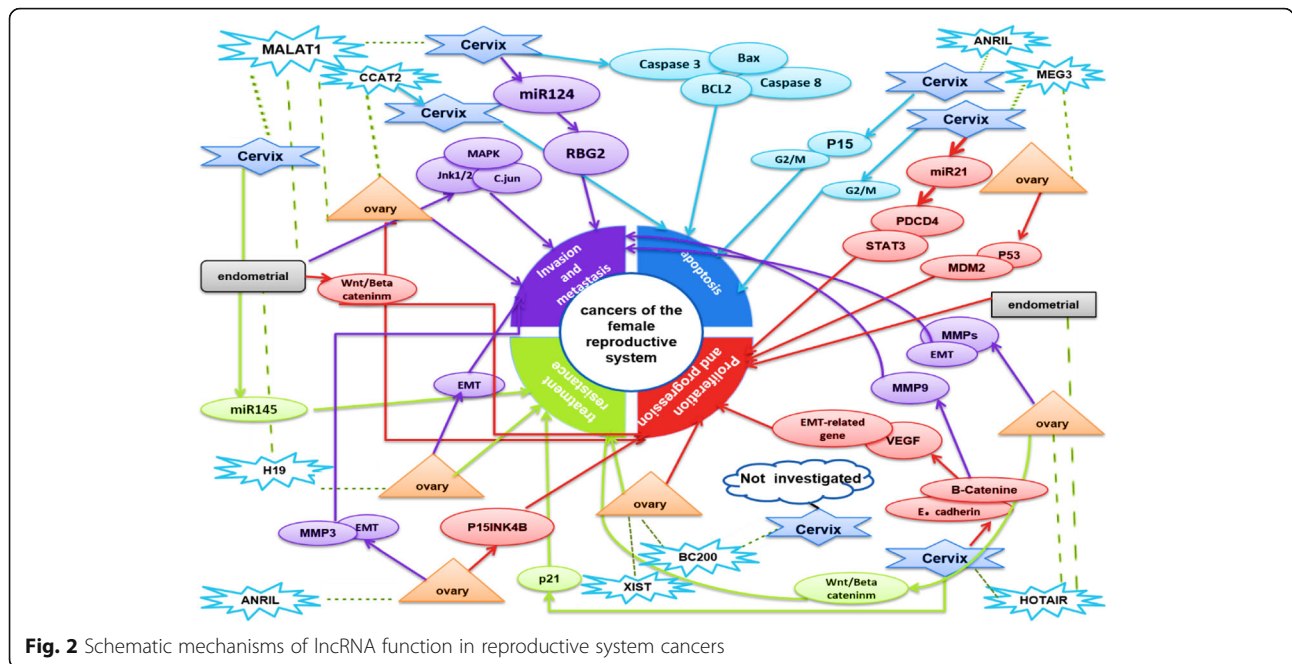 MALAT1
Cervix
CCAT2
Cervix
miR124
RBG2
Caspase 3
Bax
BCL2
Caspase 8
ANRIL
Cervix
MEG3
Cervix
P15
G2/M
G2/M
miR21
ovary
PDCD4
STAT3
P53
MDM2
Cervix
MAPK
Jnk1/2
C.jun
ovary
endometrial
Wnt/Beta
cateninm
Invasion
and
metastasis
apoptosis
cancers of the
female
reproductive
system
treatment
resistance
Proliferation
and progression
endometrial
MMPs
EMT
MMP9
ovary
EMT
miR145
H19
ovary
EMT-related
gene
VEGF
Not investigated
B-Catenine
E. cadherin
Cervix
Cervix
MMP3
EMT
P15INK4B
ovary
BC200
XIST
p21
Wnt/Beta
cateninm
ANRIL
ovary
HOTAIR
Fig. 2 Schematic mechanisms of lncRNA function in reproductive system cancers